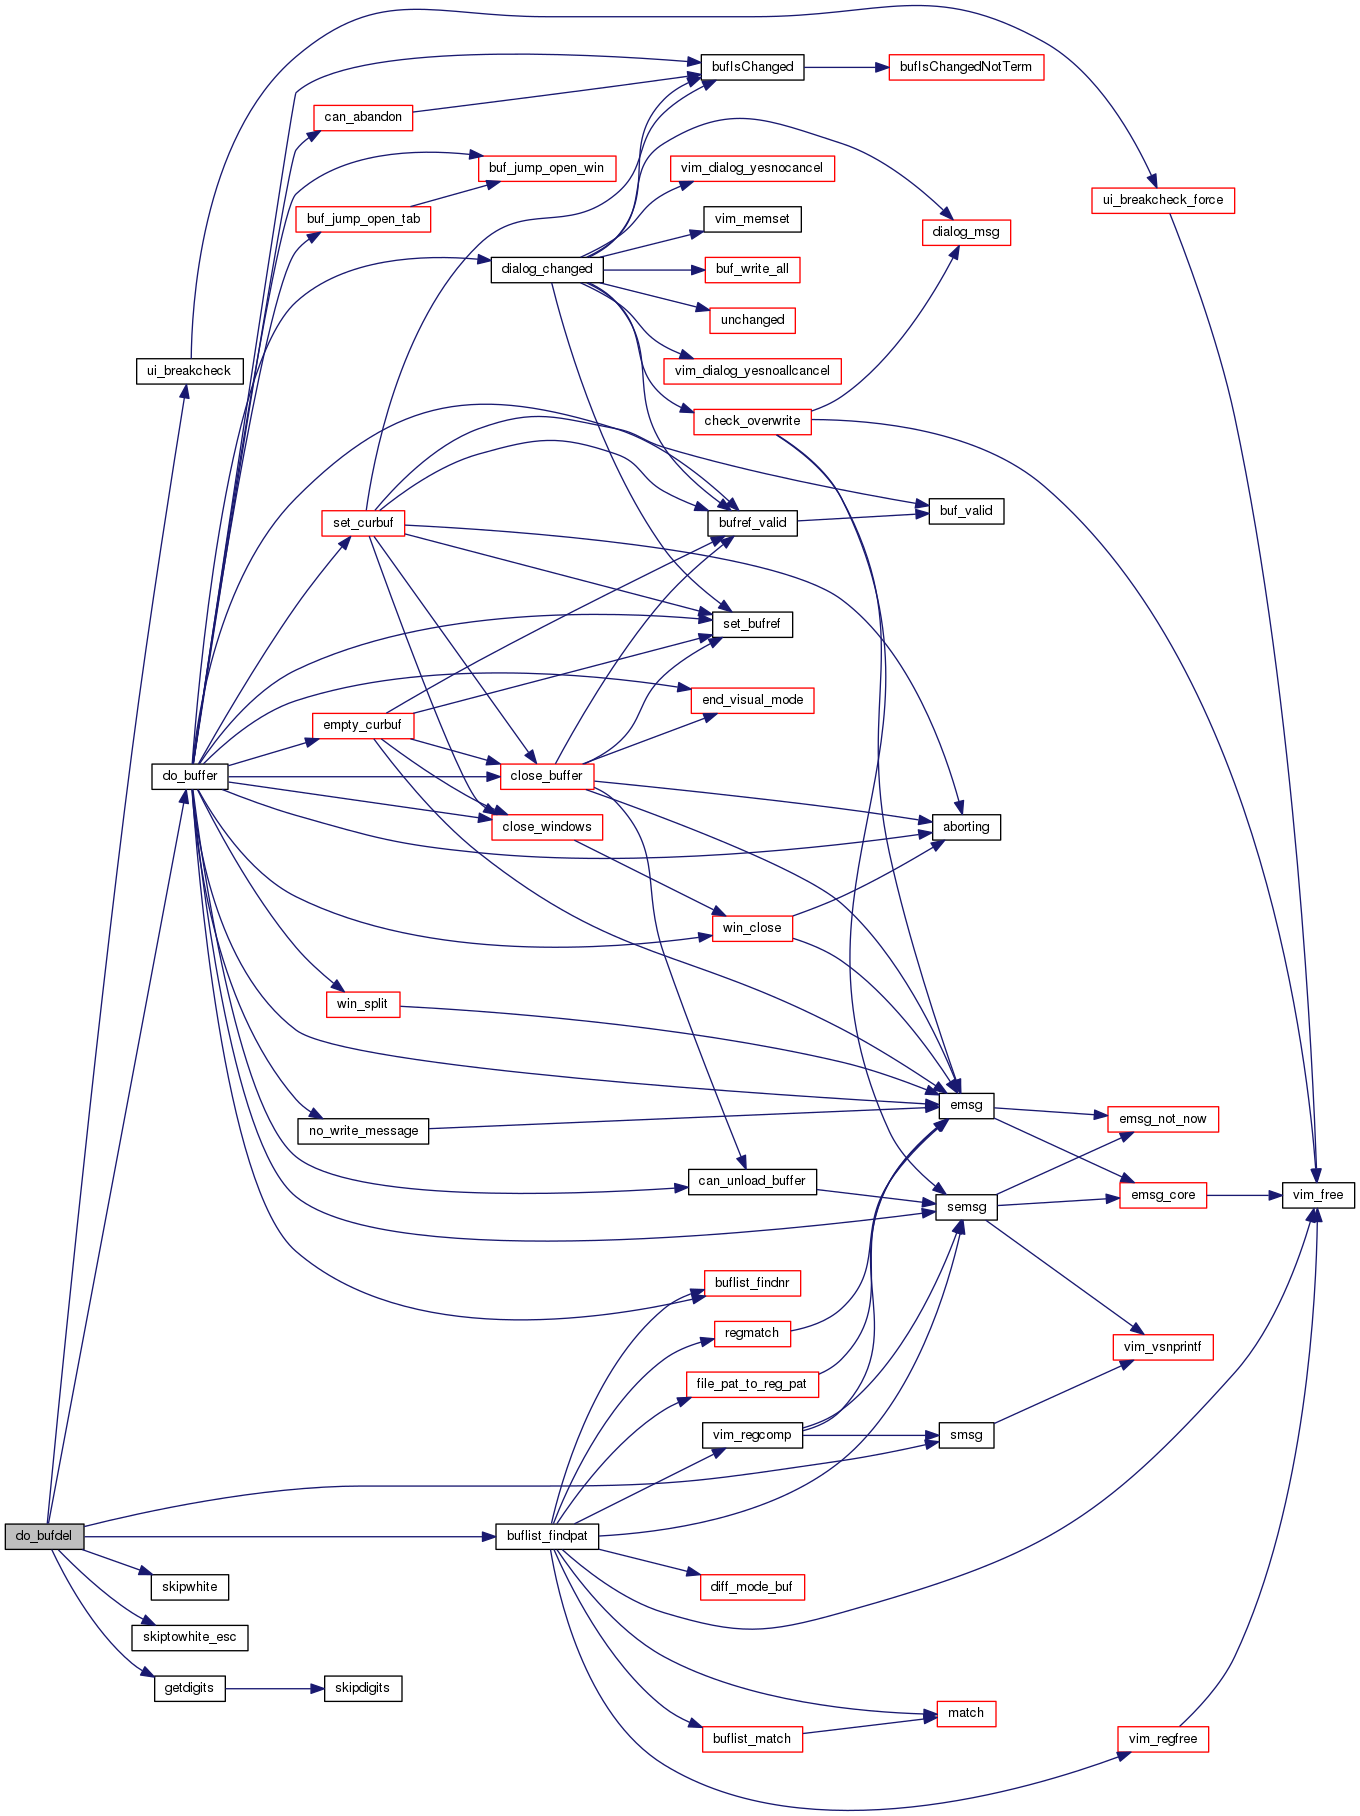 bufIsChanged
bufIsChangedNotTerm
can_abandon
buf_jump_open_win
vim_dialog_yesnocancel
ui_breakcheck_force
buf_jump_open_tab
vim_memset
dialog_msg
dialog_changed
buf_write_all
unchanged
ui_breakcheck
vim_dialog_yesnoallcancel
check_overwrite
buf_valid
set_curbuf
bufref_valid
set_bufref
end_visual_mode
empty_curbuf
do_buffer
close_buffer
close_windows
aborting
win_close
win_split
emsg
emsg_not_now
no_write_message
can_unload_buffer
emsg_core
vim_free
semsg
buflist_findnr
regmatch
vim_vsnprintf
file_pat_to_reg_pat
vim_regcomp
smsg
do_bufdel
buflist_findpat
skipwhite
diff_mode_buf
skiptowhite_esc
getdigits
skipdigits
match
buflist_match
vim_regfree